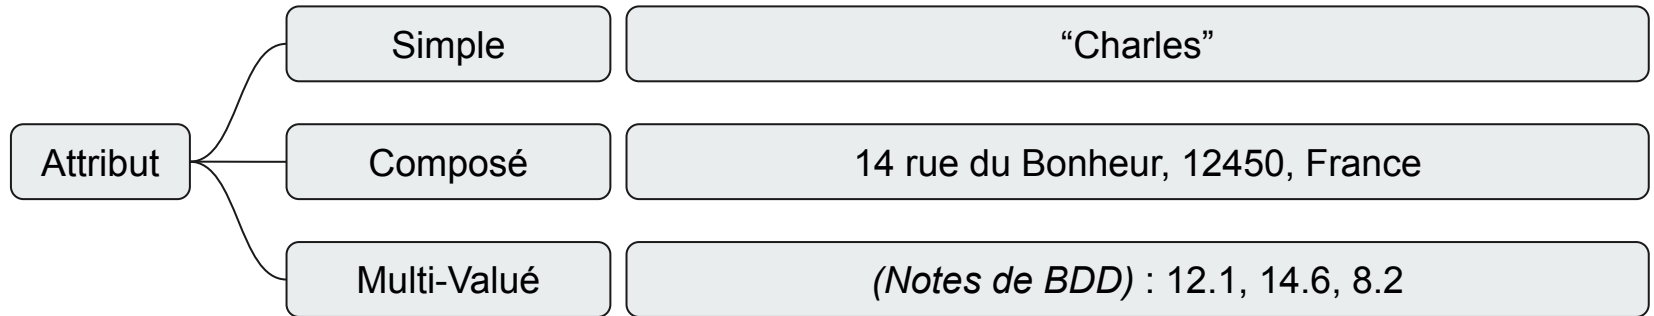 Simple
“Charles”
Attribut
Composé
14 rue du Bonheur, 12450, France
Multi-Valué
(Notes de BDD) : 12.1, 14.6, 8.2